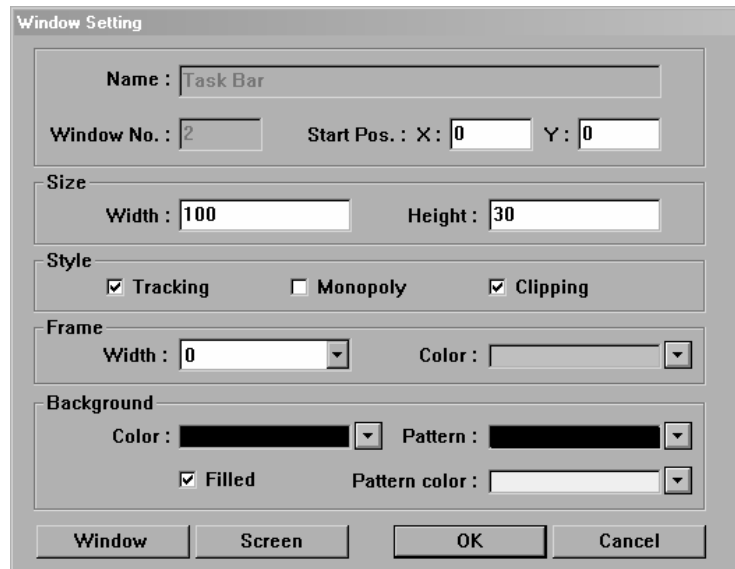 Window Setting
Name : Task Bar
Window No. : 2 Start Pos. : X : 0 Y : 0
Size
Width : 100 Height : 30
Style
Tracking Monopoly Clipping
Frame
Width : 0 Color :
Background
Color : Pattern :
Filled Pattern color :
Window Screen OK Cancel